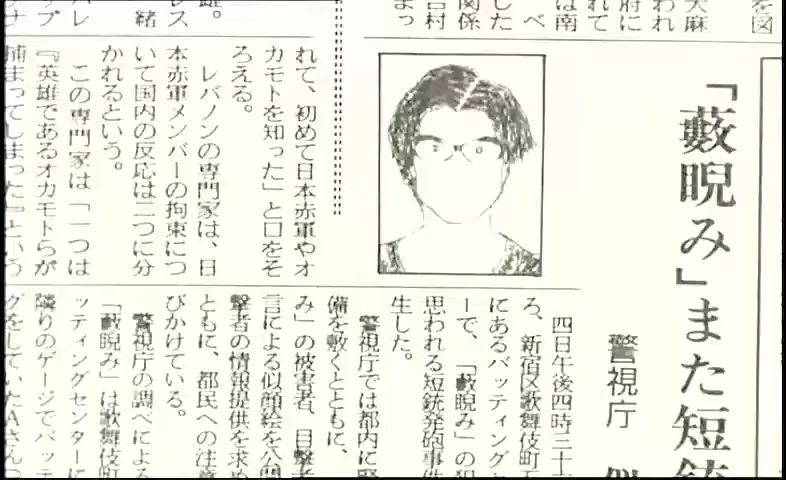 「藪睨み」また短銃
警視庁
四日午後四時三十
ろ、新宿区歌舞伎町
にあるバッティング
ーで、「藪睨み」の犯
思われる短銃発砲事件
生した。
警視庁では都内に
備を敷くとともに、
み」の被害者、目撃者
言による似顔絵を公開
撃者の情報提供を求め
ともに、都民への注意
びかけている。
警視庁の調べによる
「藪睨み」は歌舞伎町
ッティングセンターに
隣りのゲージでバッテ
グをしていたAさん
を図
大麻
われ
府に
れて
は南
べ
した
関係
呂村
まっ
れて、初めて日本赤軍やオ
カモトを知った」と口をそ
ろえる。
レバノンの専門家は、日
本赤軍メンバーの拘束につ
いて国内の反応は二つに分
かれるという。
この専門家は「一つは
『英雄であるオカモトらが
捕まってしまった』という
雄。
レス
緒
バレ
ップ
ナ